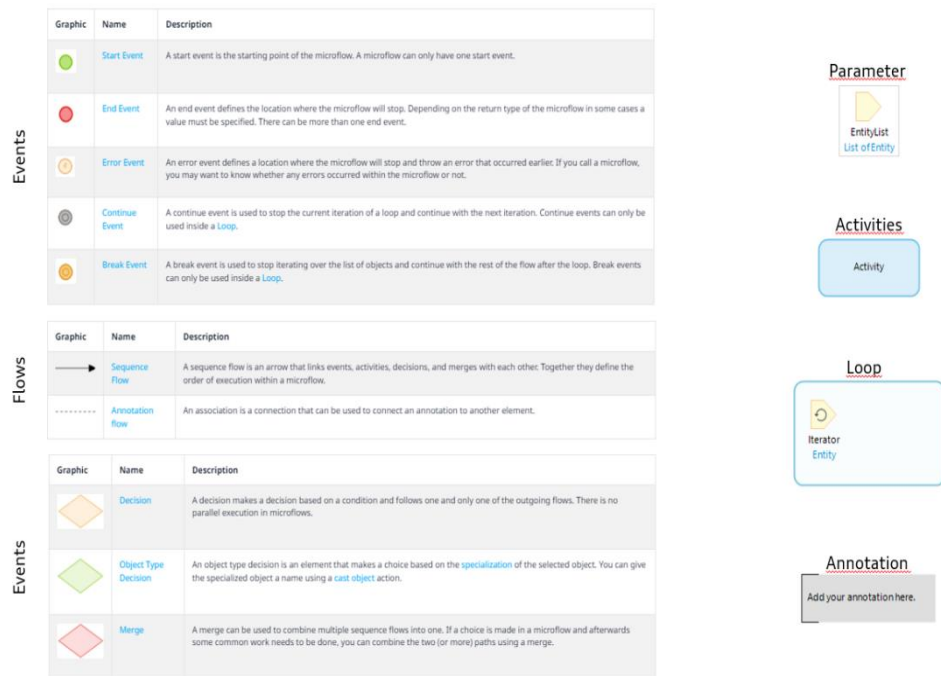 Events
Graphic Name Description
Start Event A start event is the starting point of the microflow. A microflow can only have one start event.
End Event An end event defines the location where the microflow will stop. Depending on the return type of the microflow in some cases a
value must be specified. There can be more than one end event.
Error Event An error event defines a location where the microflow will stop and throw an error that occurred earlier. If you call a microflow,
you may want to know whether any errors occurred within the microflow or not.
Continue A continue event is used to stop the current iteration of a loop and continue with the next iteration. Continue events can only be
Event used inside a Loop.
Break Event A break event is used to stop iterating over the list of objects and continue with the rest of the flow after the loop. Break events
can only be used inside a Loop.
Flows
Graphic Name Description
Sequence A sequence flow is an arrow that links events, activities, decisions, and merges with each other. Together they define the
Flow order of execution within a microflow.
Annotation An association is a connection that can be used to connect an annotation to another element.
flow
Events
Graphic Name Description
Decision A decision makes a decision based on a condition and follows one and only one of the outgoing flows. There is no
parallel execution in microflows.
Object Type An object type decision is an element that makes a choice based on the specialization of the selected object. You can give
Decision the specialized object a name using a cast object action.
Merge A merge can be used to combine multiple sequence flows into one. If a choice is made in a microflow and afterwards
some common work needs to be done, you can combine the two (or more) paths using a merge.
Parameter
EntityList
List of Entity
Activities
Activity
Loop
Iterator
Entity
Annotation
Add your annotation here.